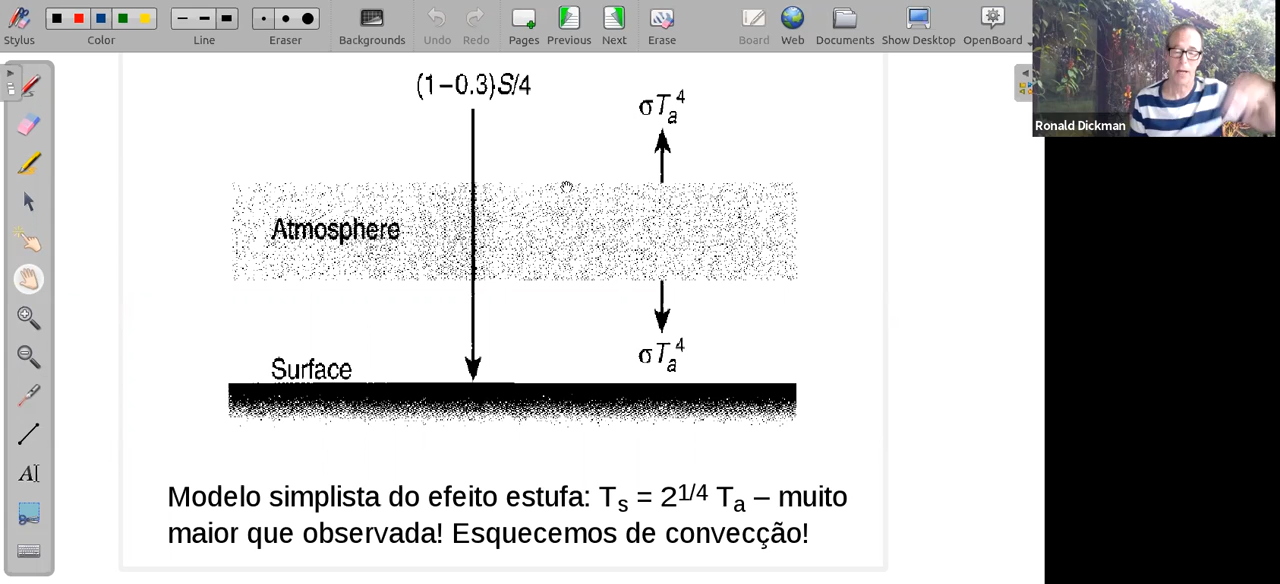 Stylus Color Line Eraser Backgrounds Undo Redo Pages Previous Next Erase Board Web Documents Show Desktop OpenBoard
Ronald Dickman
(1−0.3)S/4
σTₐ⁴
Atmosphere
σTₐ⁴
Surface
Modelo simplista do efeito estufa: Tₛ = 2¹/⁴ Tₐ – muito
maior que observada! Esquecemos de convecção!